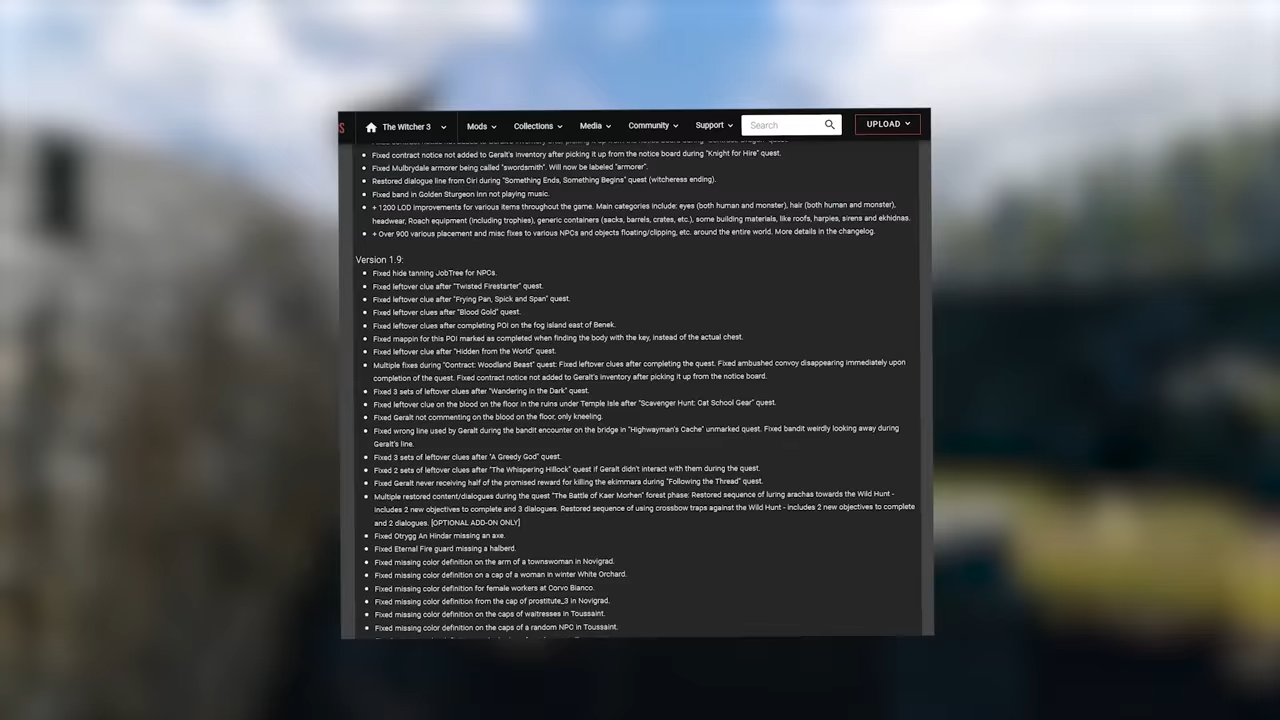 S
The Witcher 3
Mods
Collections
Media
Community
Support
Search
UPLOAD
Fixed contract notice not added to Geralt's inventory after picking it up from the notice board during "Knight for Hire" quest.
Fixed Mulbrydale armorer being called "swordsmith". Will now be labeled "armorer".
Restored dialogue line from Ciri during "Something Ends, Something Begins" quest (witcheress ending).
Fixed band in Golden Sturgeon Inn not playing music.
+ 1200 LOD improvements for various items throughout the game. Main categories include: eyes (both human and monster), hair (both human and monster),
headwear, Roach equipment (including trophies), generic containers (sacks, barrels, crates, etc.), some building materials, like roofs, harpies, sirens and ekhidnas.
+ Over 900 various placement and misc fixes to various NPCs and objects floating/clipping, etc. around the entire world. More details in the changelog.
Version 1.9:
Fixed hide tanning JobTree for NPCs.
Fixed leftover clue after "Twisted Firestarter" quest.
Fixed leftover clue after "Frying Pan, Spick and Span" quest.
Fixed leftover clues after "Blood Gold" quest.
Fixed leftover clues after completing POI on the fog island east of Benek.
Fixed mappin for this POI marked as completed when finding the body with the key, instead of the actual chest.
Fixed leftover clue after "Hidden from the World" quest.
Multiple fixes during "Contract: Woodland Beast" quest: Fixed leftover clues after completing the quest. Fixed ambushed convoy disappearing immediately upon
completion of the quest. Fixed contract notice not added to Geralt's inventory after picking it up from the notice board.
Fixed 3 sets of leftover clues after "Wandering in the Dark" quest.
Fixed leftover clue on the blood on the floor in the ruins under Temple Isle after "Scavenger Hunt: Cat School Gear" quest.
Fixed Geralt not commenting on the blood on the floor, only kneeling.
Fixed wrong line used by Geralt during the bandit encounter on the bridge in "Highwayman's Cache" unmarked quest. Fixed bandit weirdly looking away during
Geralt's line.
Fixed 3 sets of leftover clues after "A Greedy God" quest.
Fixed 2 sets of leftover clues after "The Whispering Hillock" quest if Geralt didn't interact with them during the quest.
Fixed Geralt never receiving half of the promised reward for killing the ekimmara during "Following the Thread" quest.
Multiple restored content/dialogues during the quest "The Battle of Kaer Morhen" forest phase: Restored sequence of luring arachas towards the Wild Hunt -
includes 2 new objectives to complete and 3 dialogues. Restored sequence of using crossbow traps against the Wild Hunt - includes 2 new objectives to complete
and 2 dialogues. [OPTIONAL ADD-ON ONLY]
Fixed Otrygg An Hindar missing an axe.
Fixed Eternal Fire guard missing a halberd.
Fixed missing color definition on the arm of a townswoman in Novigrad.
Fixed missing color definition on a cap of a woman in winter White Orchard.
Fixed missing color definition for female workers at Corvo Bianco.
Fixed missing color definition from the cap of prostitute_3 in Novigrad.
Fixed missing color definition on the caps of waitresses in Toussaint.
Fixed missing color definition on the caps of a random NPC in Toussaint.